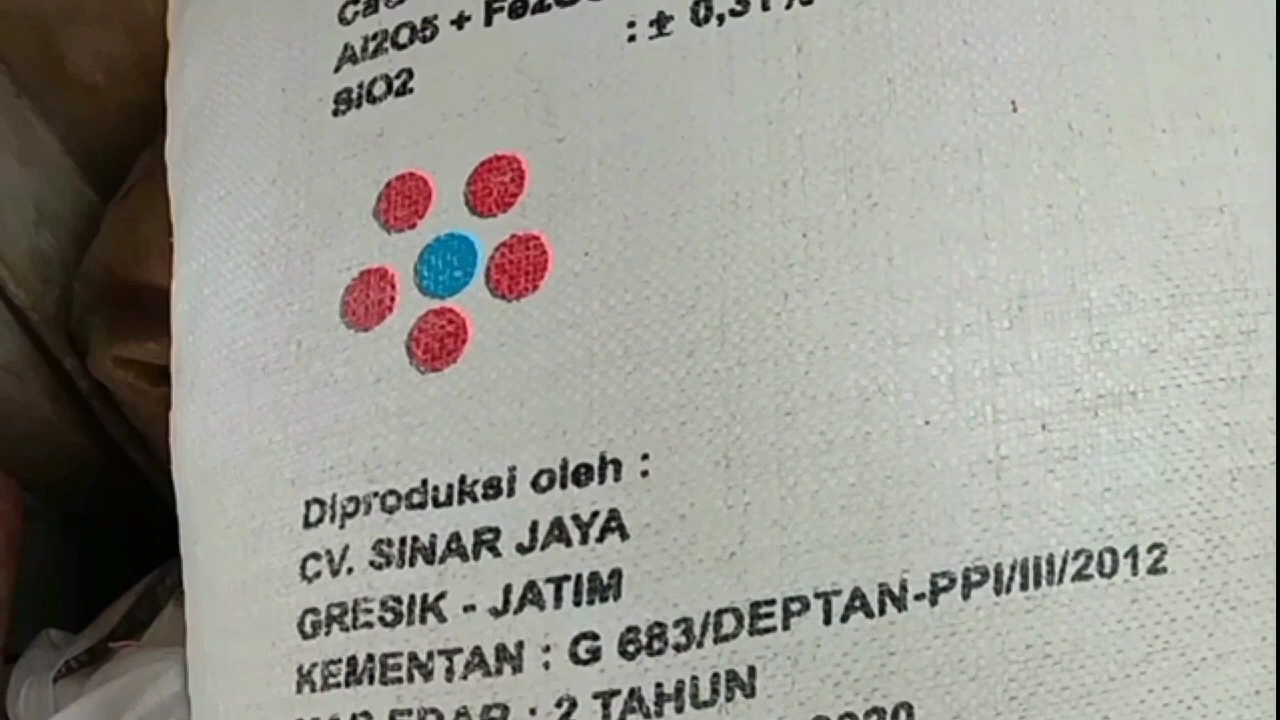 Al2O5 +
: ± 0,31%
SiO2
Diproduksi oleh :
CV. SINAR JAYA
GRESIK - JATIM
KEMENTAN : G 683/DEPTAN-PPI/III/2012
EDAR : 2 TAHUN